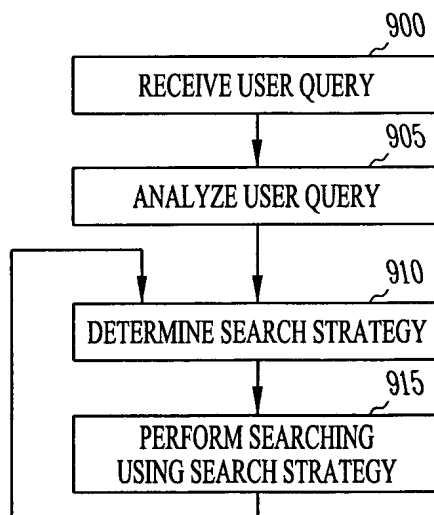 900
RECEIVE USER QUERY
905
ANALYZE USER QUERY
910
DETERMINE SEARCH STRATEGY
915
PERFORM SEARCHING
USING SEARCH STRATEGY